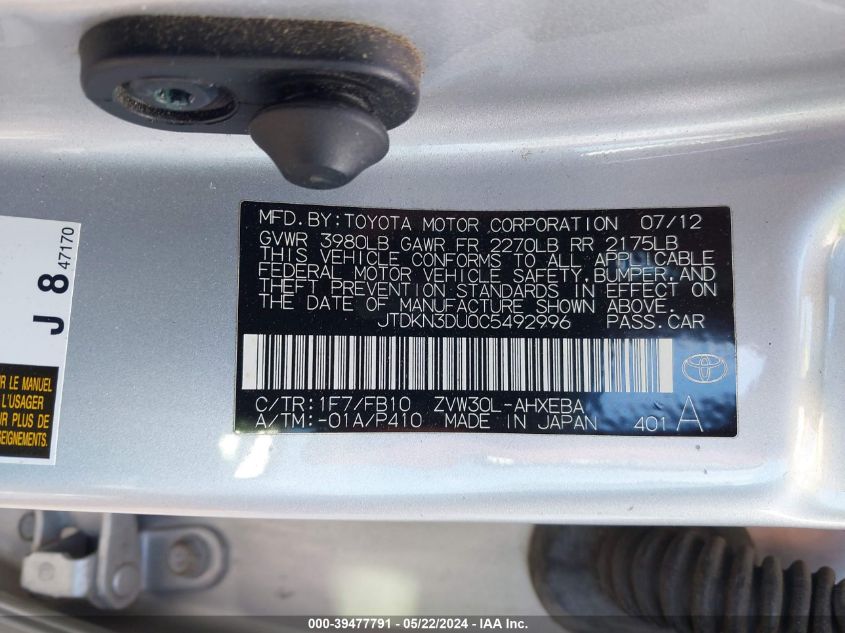 MFD. BY: TOYOTA MOTOR CORPORATION 07/12
GVWR 3980LB GAWR FR 2270LB RR 2175LB
THIS VEHICLE CONFORMS TO ALL APPLICABLE
FEDERAL MOTOR VEHICLE SAFETY, BUMPER, AND
THEFT PREVENTION STANDARDS IN EFFECT ON
THE DATE OF MANUFACTURE SHOWN ABOVE.
JTDKN3DU0C5492996 PASS. CAR
C/TR: 1F7/FB10 ZVW30L-AHXEBA
A/TM: -01A/P410 MADE IN JAPAN 401 A
J 8 47170
R LE MANUEL
L'USAGER
R PLUS DE
SEIGNEMENTS.
000-39477791 - 05/22/2024 - IAA Inc.